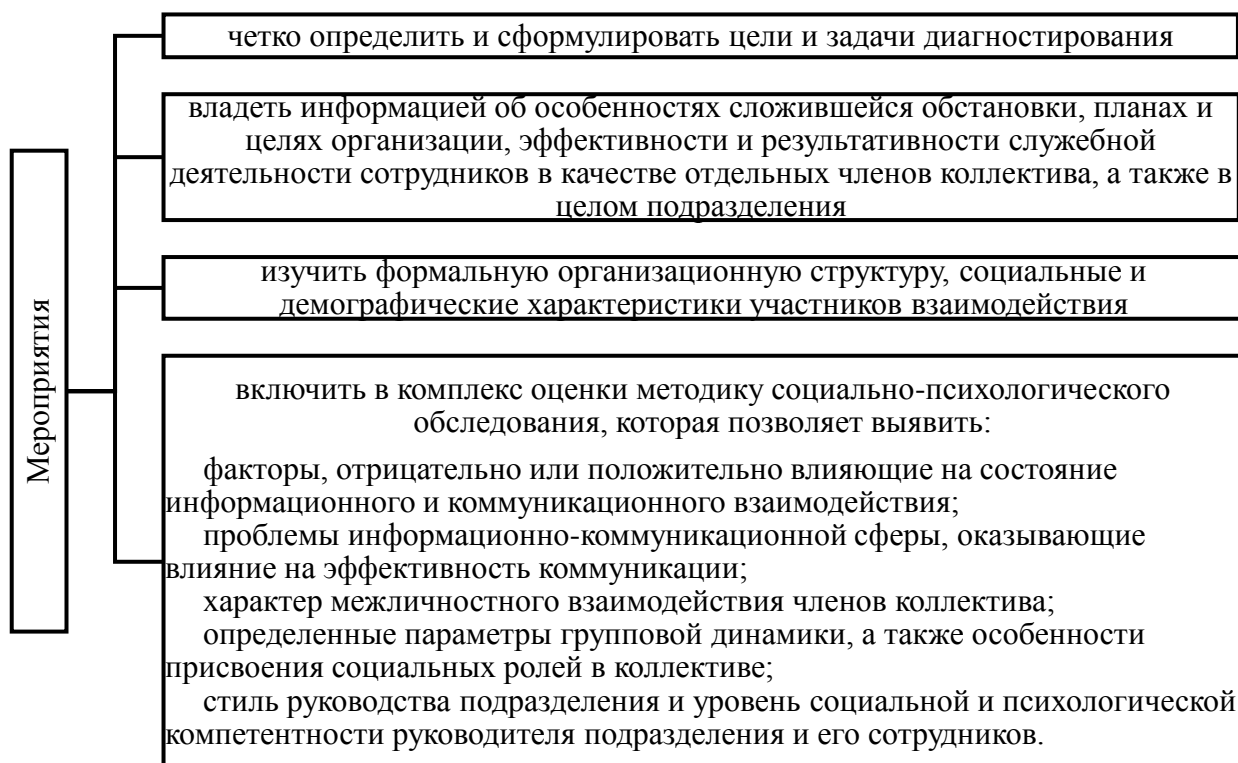 Мероприятия
четко определить и сформулировать цели и задачи диагностирования
владеть информацией об особенностях сложившейся обстановки, планах и
целях организации, эффективности и результативности служебной
деятельности сотрудников в качестве отдельных членов коллектива, а также в
целом подразделения
изучить формальную организационную структуру, социальные и
демографические характеристики участников взаимодействия
включить в комплекс оценки методику социально-психологического
обследования, которая позволяет выявить:
факторы, отрицательно или положительно влияющие на состояние
информационного и коммуникационного взаимодействия;
проблемы информационно-коммуникационной сферы, оказывающие
влияние на эффективность коммуникации;
характер межличностного взаимодействия членов коллектива;
определенные параметры групповой динамики, а также особенности
присвоения социальных ролей в коллективе;
стиль руководства подразделения и уровень социальной и психологической
компетентности руководителя подразделения и его сотрудников.